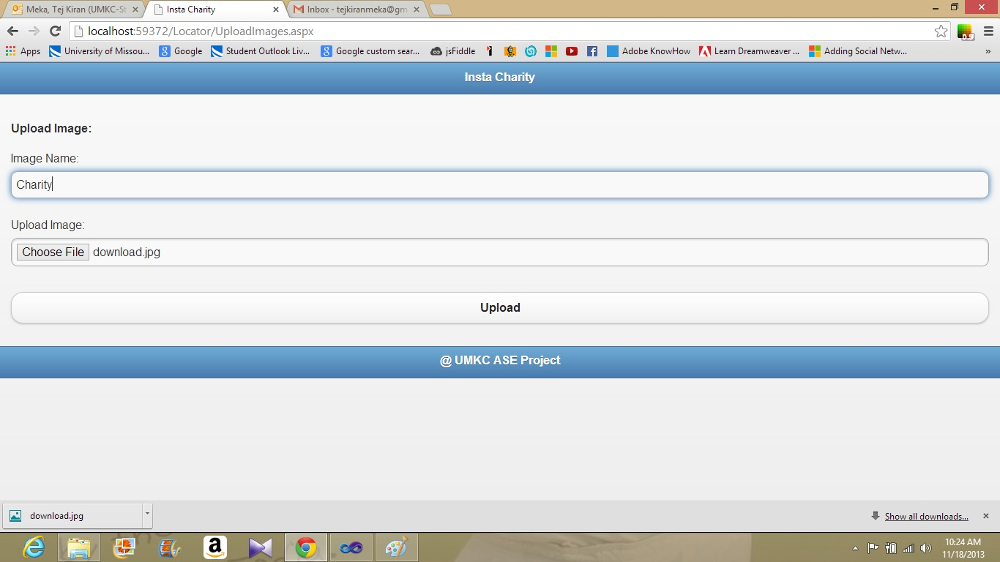 Meka, Tej Kiran (UMKC-St
Insta Charity
Inbox - tejkiranmeka@gm
localhost:59372/Locator/UploadImages.aspx
Apps
University of Missou...
Google
Student Outlook Liv...
Google custom sear...
jsFiddle
Adobe KnowHow
Learn Dreamweaver ...
Adding Social Netw...
»
Insta Charity
Upload Image:
Image Name:
Charity
Upload Image:
Choose File download.jpg
Upload
@ UMKC ASE Project
download.jpg
Show all downloads...
10:24 AM
11/18/2013